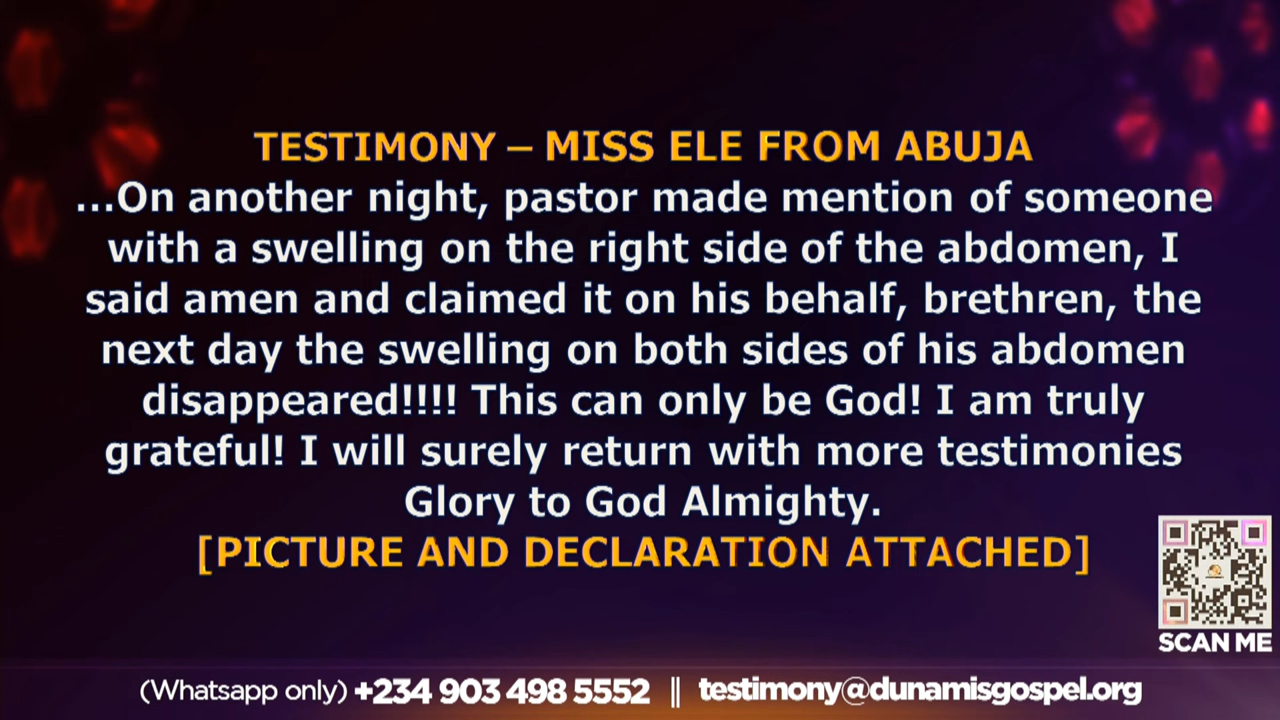 TESTIMONY – MISS ELE FROM ABUJA
...On another night, pastor made mention of someone
with a swelling on the right side of the abdomen, I
said amen and claimed it on his behalf, brethren, the
next day the swelling on both sides of his abdomen
disappeared!!!! This can only be God! I am truly
grateful! I will surely return with more testimonies
Glory to God Almighty.
[PICTURE AND DECLARATION ATTACHED]
SCAN ME
(Whatsapp only) +234 903 498 5552 || testimony@dunamisgospel.org